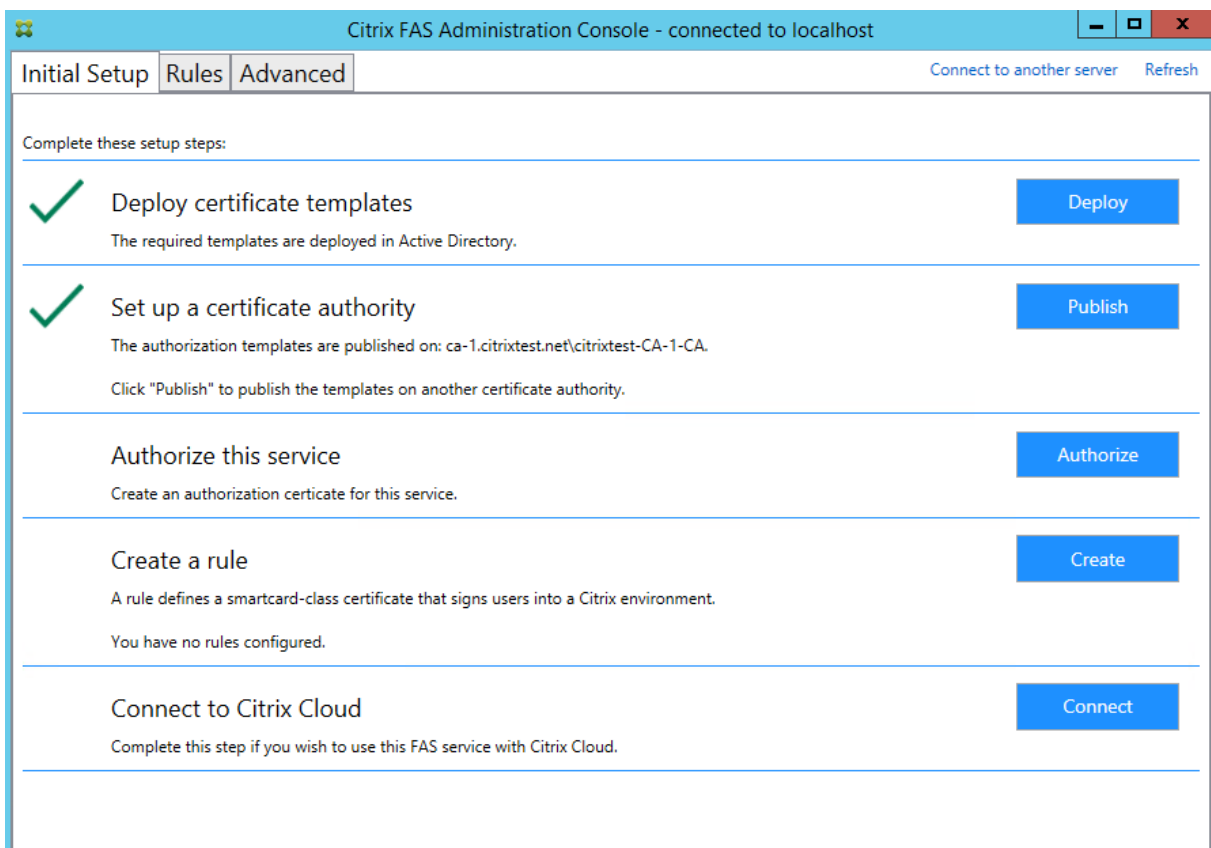 Citrix FAS Administration Console - connected to localhost
Initial Setup Rules Advanced Connect to another server Refresh
Complete these setup steps:
Deploy certificate templates
Deploy
The required templates are deployed in Active Directory.
Set up a certificate authority
Publish
The authorization templates are published on: ca-1.citrixtest.net\citrixtest-CA-1-CA.
Click "Publish" to publish the templates on another certificate authority.
Authorize this service
Authorize
Create an authorization certicate for this service.
Create a rule
Create
A rule defines a smartcard-class certificate that signs users into a Citrix environment.
You have no rules configured.
Connect to Citrix Cloud
Connect
Complete this step if you wish to use this FAS service with Citrix Cloud.